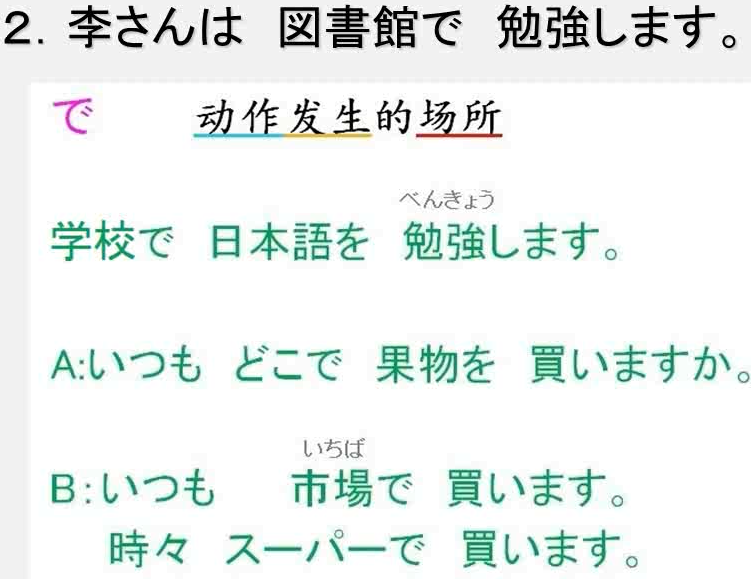 2. 李さんは 図書館で 勉強します。
で 动作发生的场所
べんきょう
学校で 日本語を 勉強します。
A:いつも どこで 果物を 買いますか。
いちば
B:いつも 市場で 買います。
時々 スーパーで 買います。